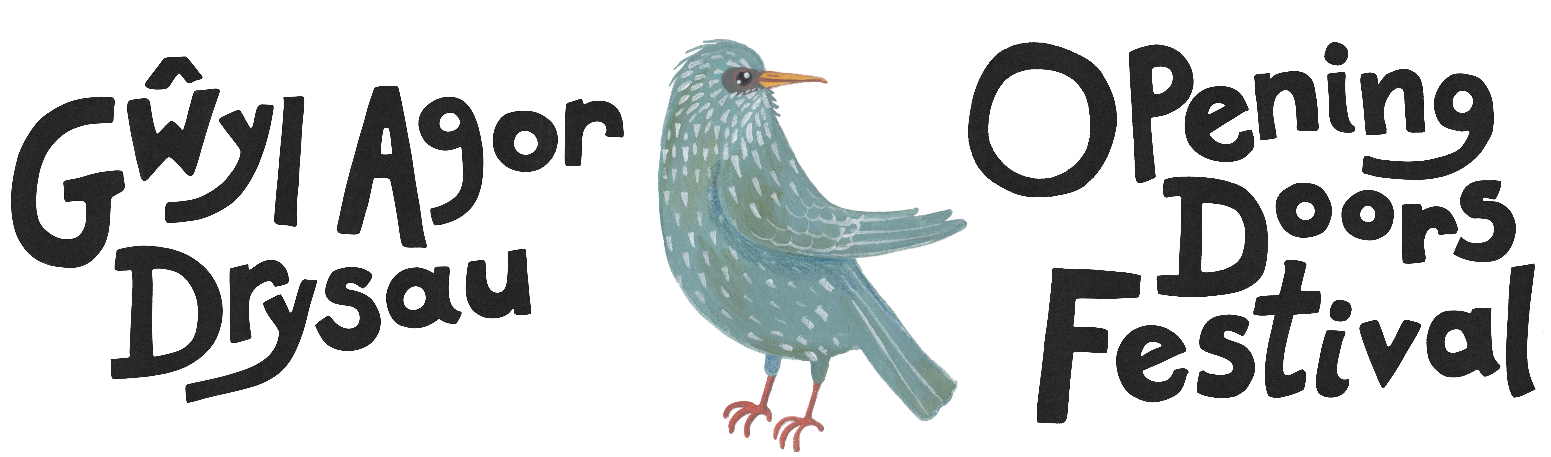 Gŵyl Agor
Drysau
Opening
Doors
Festival